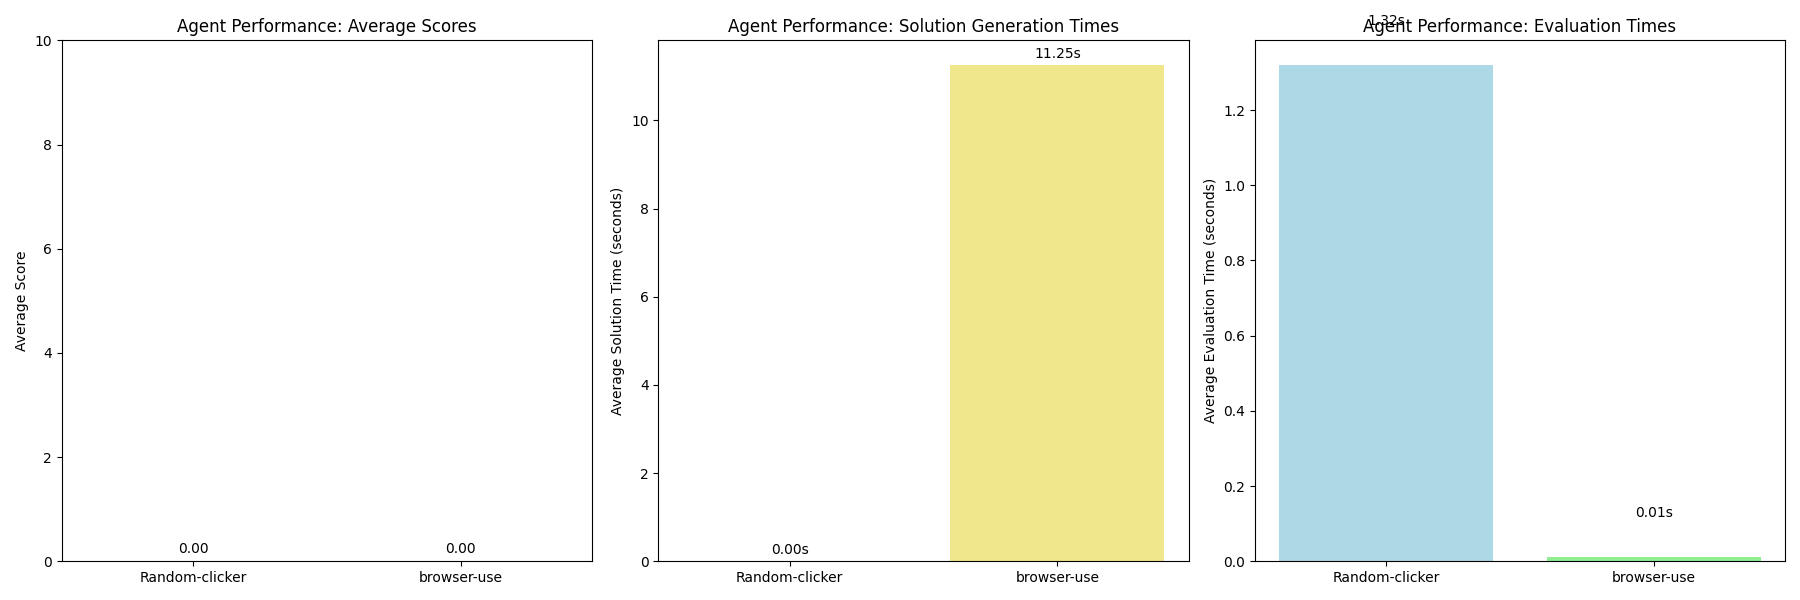 Agent Performance: Average Scores
Average Score
10
8
6
4
2
0
0.00
0.00
Random-clicker
browser-use
Agent Performance: Solution Generation Times
Average Solution Time (seconds)
10
8
6
4
2
0
0.00s
11.25s
Random-clicker
browser-use
Agent Performance: Evaluation Times
1.32s
Average Evaluation Time (seconds)
1.2
1.0
0.8
0.6
0.4
0.2
0.0
0.01s
Random-clicker
browser-use